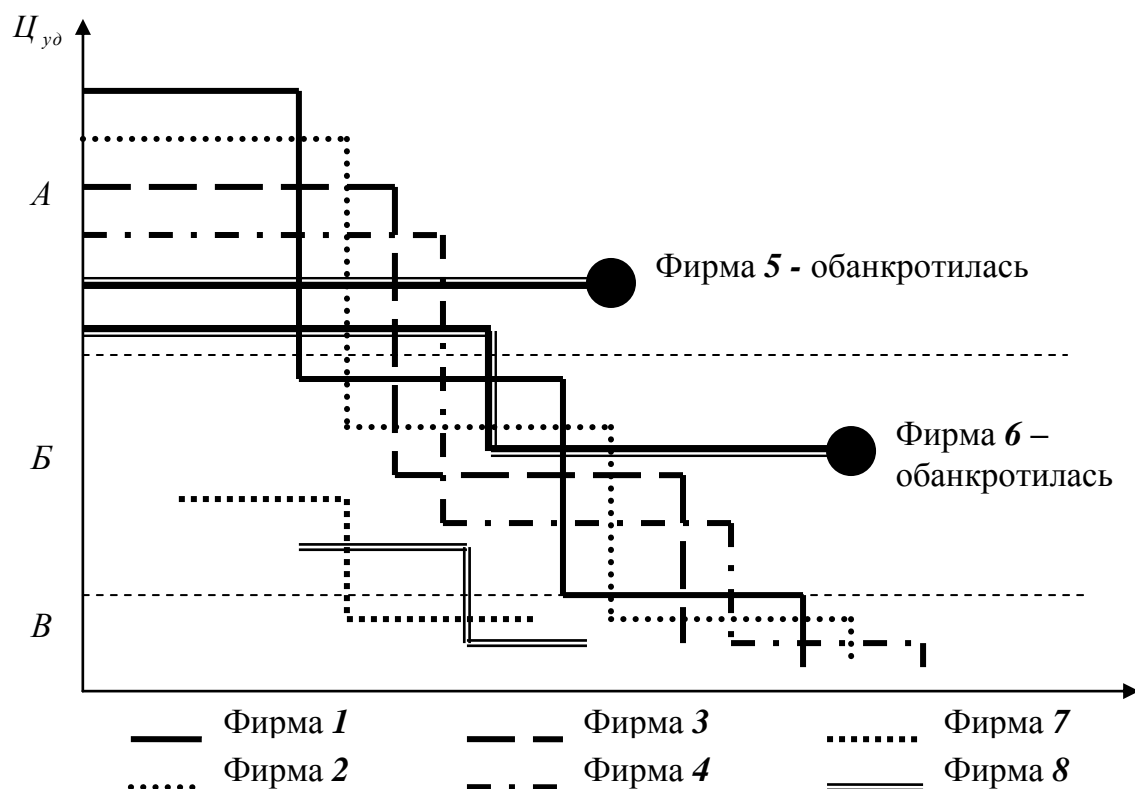 Ц уд
А
Фирма 5 - обанкротилась
Б
Фирма 6 –
обанкротилась
В
Фирма 1
Фирма 3
Фирма 7
Фирма 2
Фирма 4
Фирма 8